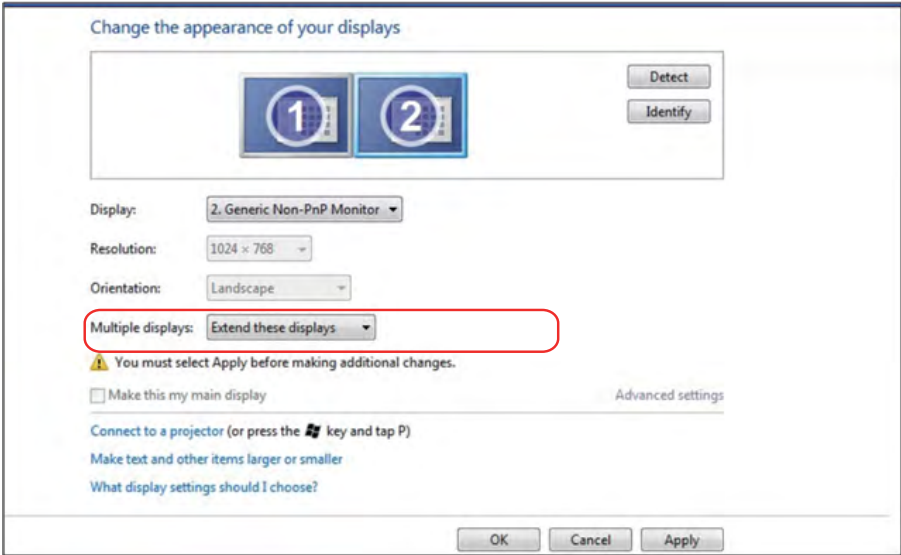 Change the appearance of your displays
Detect
1 2
Identify
Display: 2. Generic Non-PnP Monitor
Resolution: 1024 × 768
Orientation: Landscape
Multiple displays: Extend these displays
You must select Apply before making additional changes.
Make this my main display Advanced settings
Connect to a projector (or press the key and tap P)
Make text and other items larger or smaller
What display settings should I choose?
OK Cancel Apply